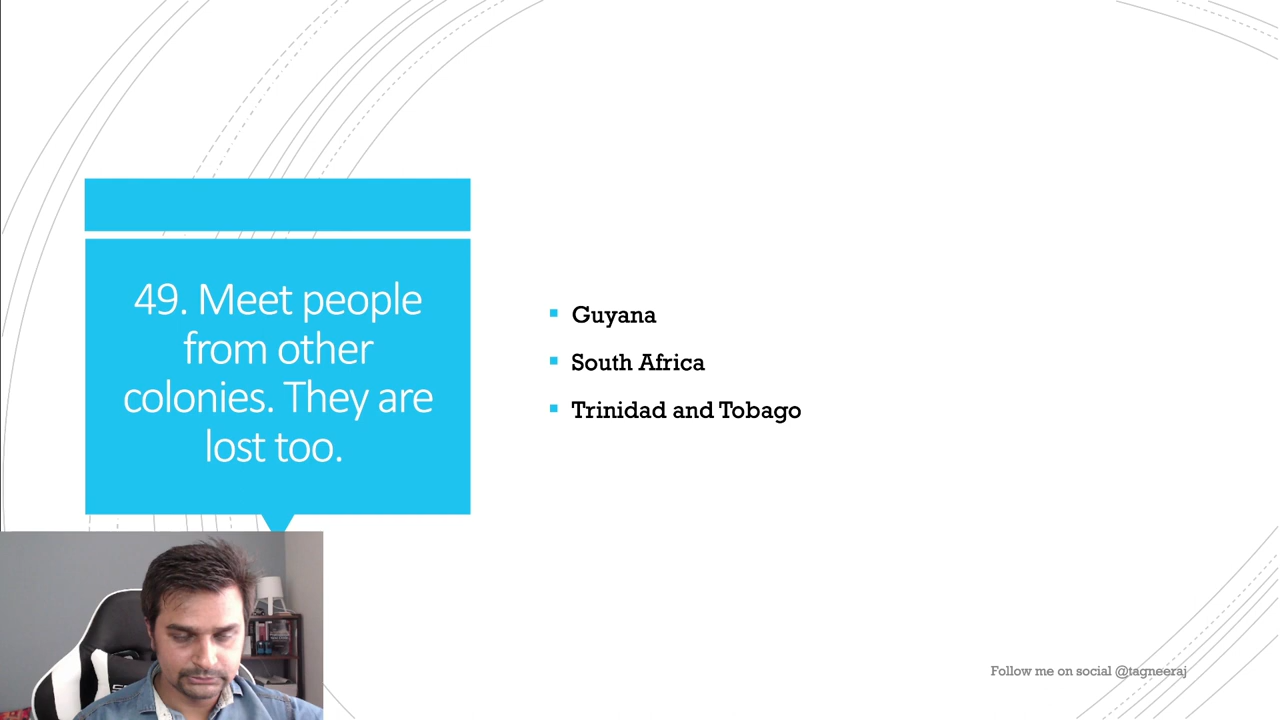 49. Meet people
from other
colonies. They are
lost too.
Guyana
South Africa
Trinidad and Tobago
Follow me on social @tagneeraj